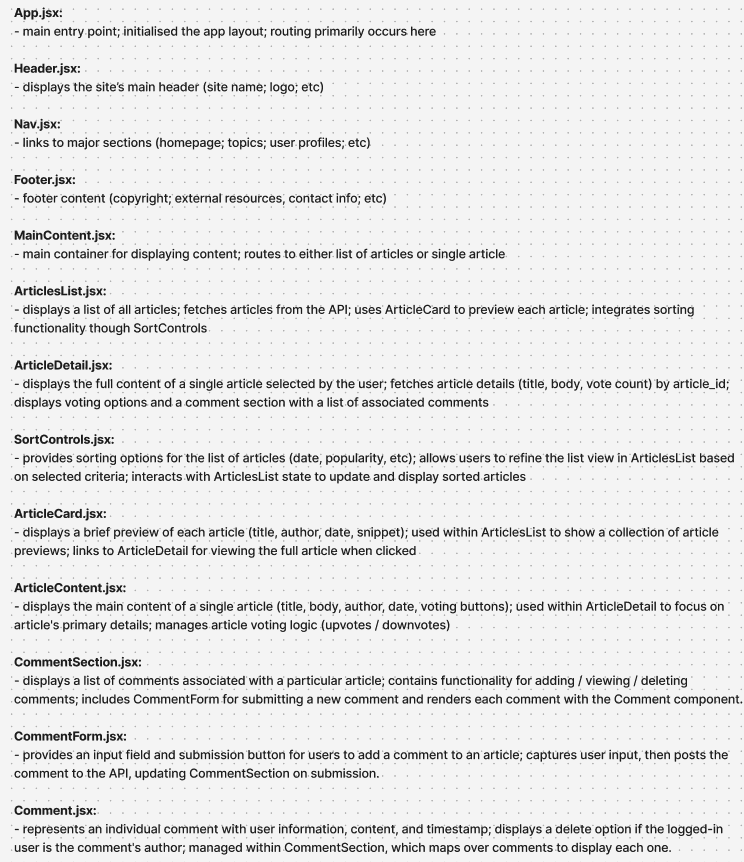 App.jsx:
- main entry point; initialised the app layout; routing primarily occurs here
Header.jsx:
- displays the site's main header (site name; logo; etc)
Nav.jsx:
- links to major sections (homepage; topics; user profiles; etc)
Footer.jsx:
- footer content (copyright; external resources, contact info; etc)
MainContent.jsx:
- main container for displaying content; routes to either list of articles or single article
ArticlesList.jsx:
- displays a list of all articles; fetches articles from the API; uses ArticleCard to preview each article; integrates sorting
functionality though SortControls
ArticleDetail.jsx:
- displays the full content of a single article selected by the user; fetches article details (title, body, vote count) by article_id;
displays voting options and a comment section with a list of associated comments
SortControls.jsx:
- provides sorting options for the list of articles (date, popularity, etc); allows users to refine the list view in ArticlesList based
on selected criteria; interacts with ArticlesList state to update and display sorted articles
ArticleCard.jsx:
- displays a brief preview of each article (title, author, date, snippet); used within ArticlesList to show a collection of article
previews; links to ArticleDetail for viewing the full article when clicked
ArticleContent.jsx:
- displays the main content of a single article (title, body, author, date, voting buttons); used within ArticleDetail to focus on
article's primary details; manages article voting logic (upvotes / downvotes)
CommentSection.jsx:
- displays a list of comments associated with a particular article; contains functionality for adding / viewing / deleting
comments; includes CommentForm for submitting a new comment and renders each comment with the Comment component.
CommentForm.jsx:
- provides an input field and submission button for users to add a comment to an article; captures user input, then posts the
comment to the API, updating CommentSection on submission.
Comment.jsx:
- represents an individual comment with user information, content, and timestamp; displays a delete option if the logged-in
user is the comment's author; managed within CommentSection, which maps over comments to display each one.